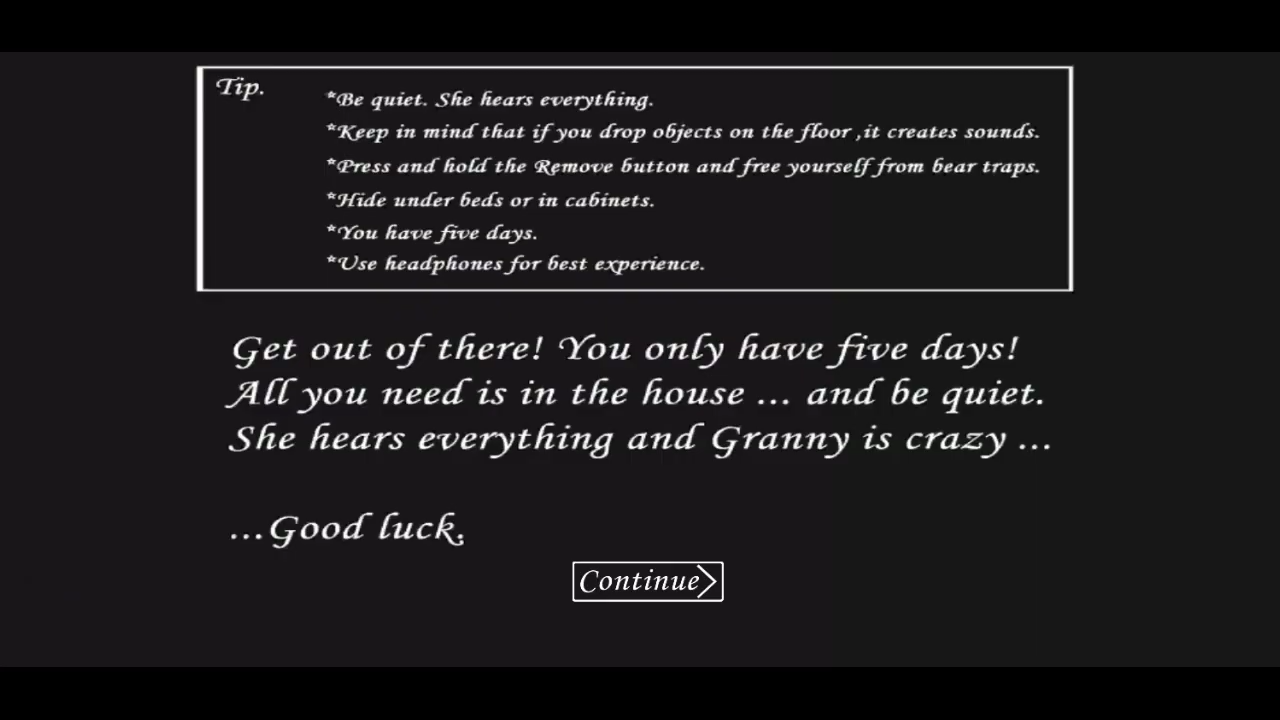 Tip.
*Be quiet. She hears everything.
*Keep in mind that if you drop objects on the floor ,it creates sounds.
*Press and hold the Remove button and free yourself from bear traps.
*Hide under beds or in cabinets.
*You have five days.
*Use headphones for best experience.
Get out of there! You only have five days!
All you need is in the house ... and be quiet.
She hears everything and Granny is crazy ...
...Good luck.
Continue>